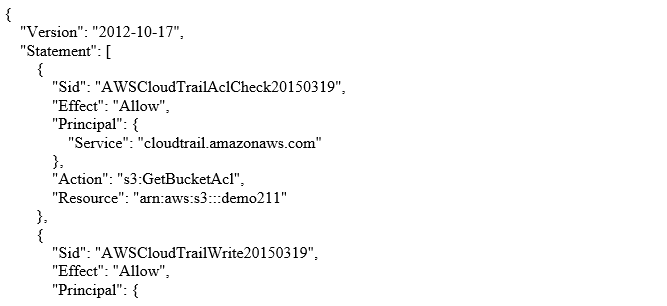 {
"Version": "2012-10-17",
"Statement": [
{
"Sid": "AWSCloudTrailAclCheck20150319",
"Effect": "Allow",
"Principal": {
"Service": "cloudtrail.amazonaws.com"
},
"Action": "s3:GetBucketAcl",
"Resource": "arn:aws:s3:::demo211"
},
{
"Sid": "AWSCloudTrailWrite20150319",
"Effect": "Allow",
"Principal": {